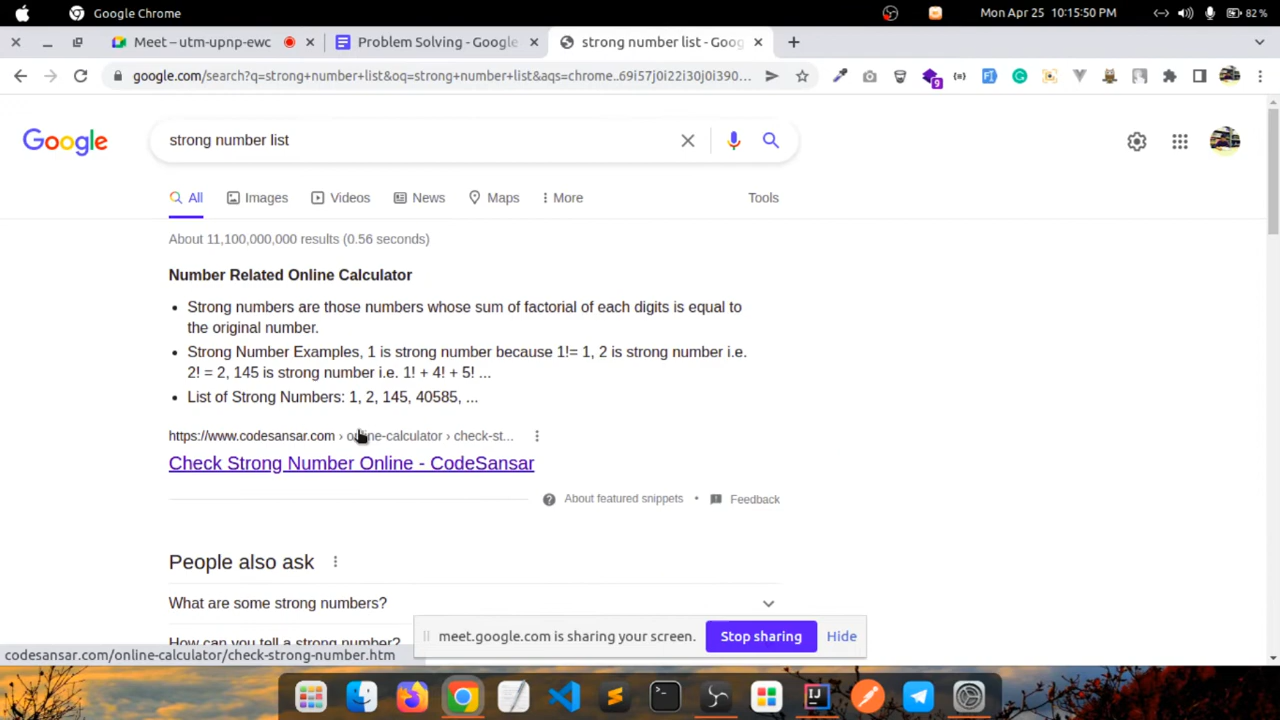 Google Chrome
Mon Apr 25 10:15:50 PM
82 %
Meet – utm-upnp-ewc
Problem Solving - Google
strong number list - Goog
google.com/search?q=strong+number+list&oq=strong+number+list&aqs=chrome..69i57j0i22i30j0i390...
9
Google
strong number list
All
Images
Videos
News
Maps
More
Tools
About 11,100,000,000 results (0.56 seconds)
Number Related Online Calculator
• Strong numbers are those numbers whose sum of factorial of each digits is equal to
the original number.
• Strong Number Examples, 1 is strong number because 1!= 1, 2 is strong number i.e.
2! = 2, 145 is strong number i.e. 1! + 4! + 5! ...
• List of Strong Numbers: 1, 2, 145, 40585, ...
https://www.codesansar.com › online-calculator › check-st...
Check Strong Number Online - CodeSansar
About featured snippets • Feedback
People also ask
What are some strong numbers?
How can you tell a strong number?
meet.google.com is sharing your screen.
Stop sharing
Hide
codesansar.com/online-calculator/check-strong-number.htm